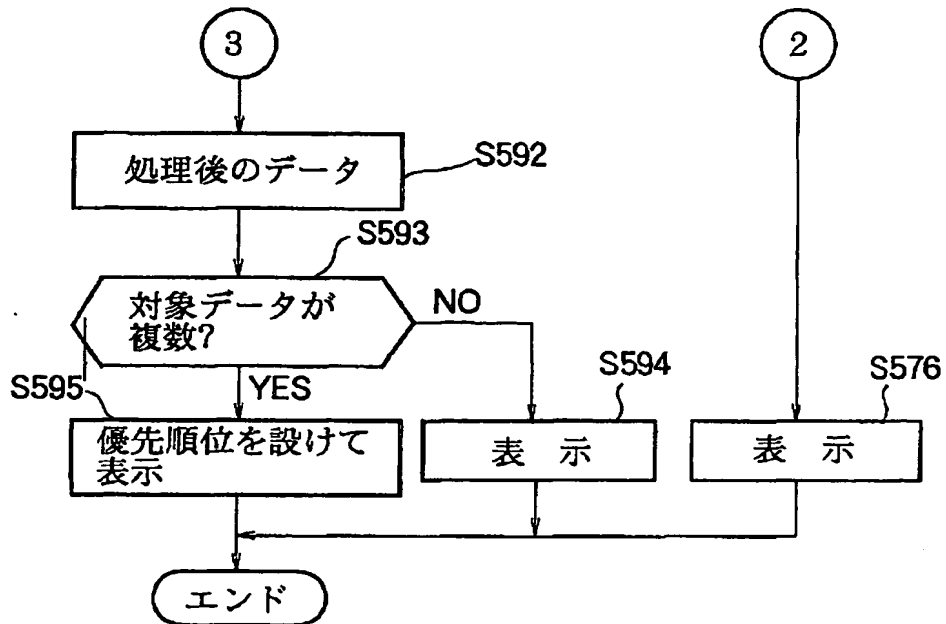 3
2
処理後のデータ
S592
S593
対象データが
複数?
NO
YES
S595
S594
S576
優先順位を設けて
表示
表 示
表 示
エンド